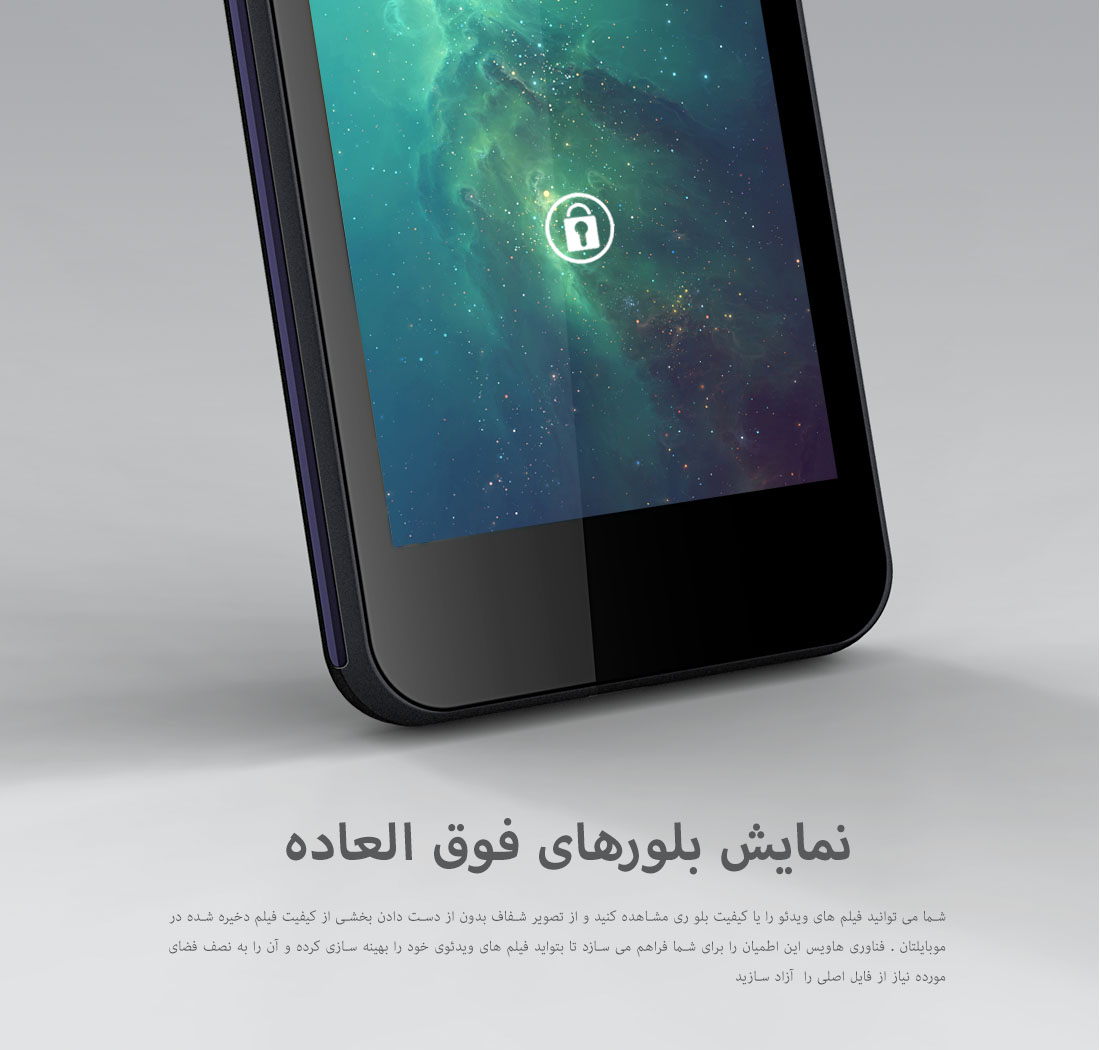 نمایش بلورهای فوق العاده
شما می توانید فیلم های ویدئو را یا کیفیت بلو ری مشاهده کنید و از تصویر شفاف بدون از دست دادن بخشی از کیفیت فیلم دخیره شده در
موبایلتان . فناوری هاویس این اطمیان را برای شما فراهم می سازد تا بتواید فیلم های ویدئوی خود را بهینه سازی کرده و آن را به نصف فضای
مورده نیاز از فایل اصلی را آزاد سازید